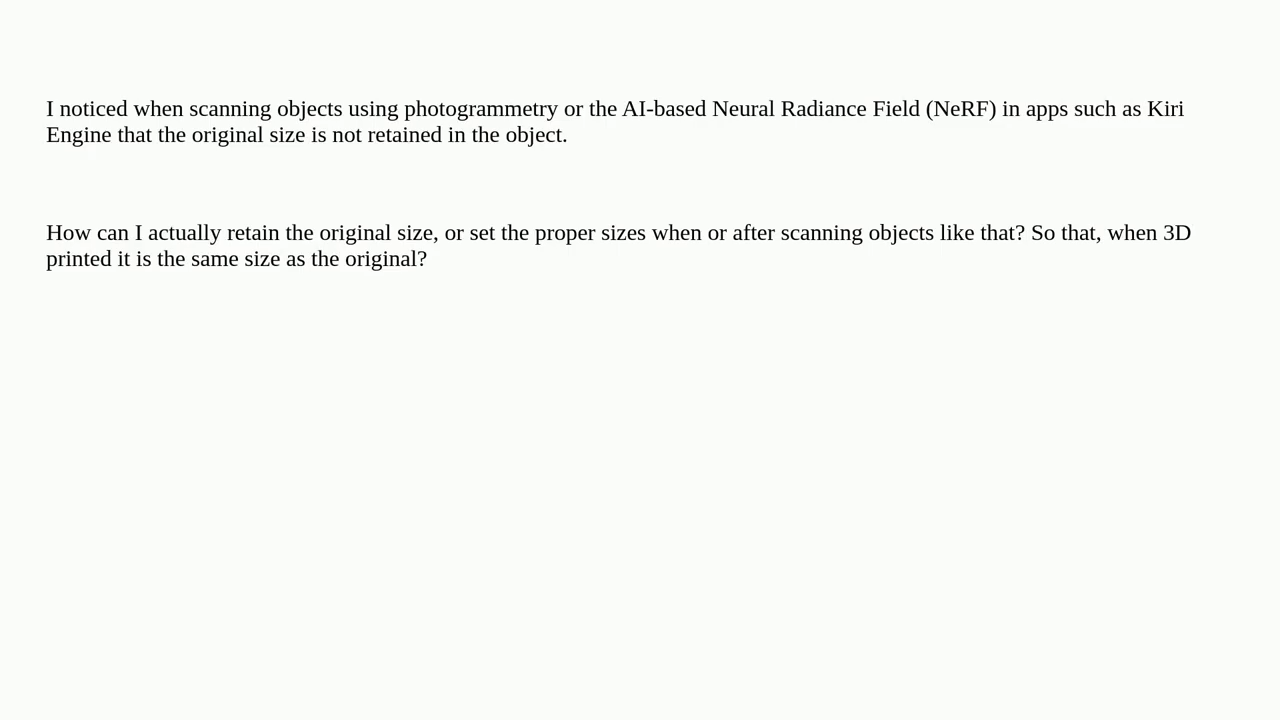 I noticed when scanning objects using photogrammetry or the AI-based Neural Radiance Field (NeRF) in apps such as Kiri
Engine that the original size is not retained in the object.
How can I actually retain the original size, or set the proper sizes when or after scanning objects like that? So that, when 3D
printed it is the same size as the original?